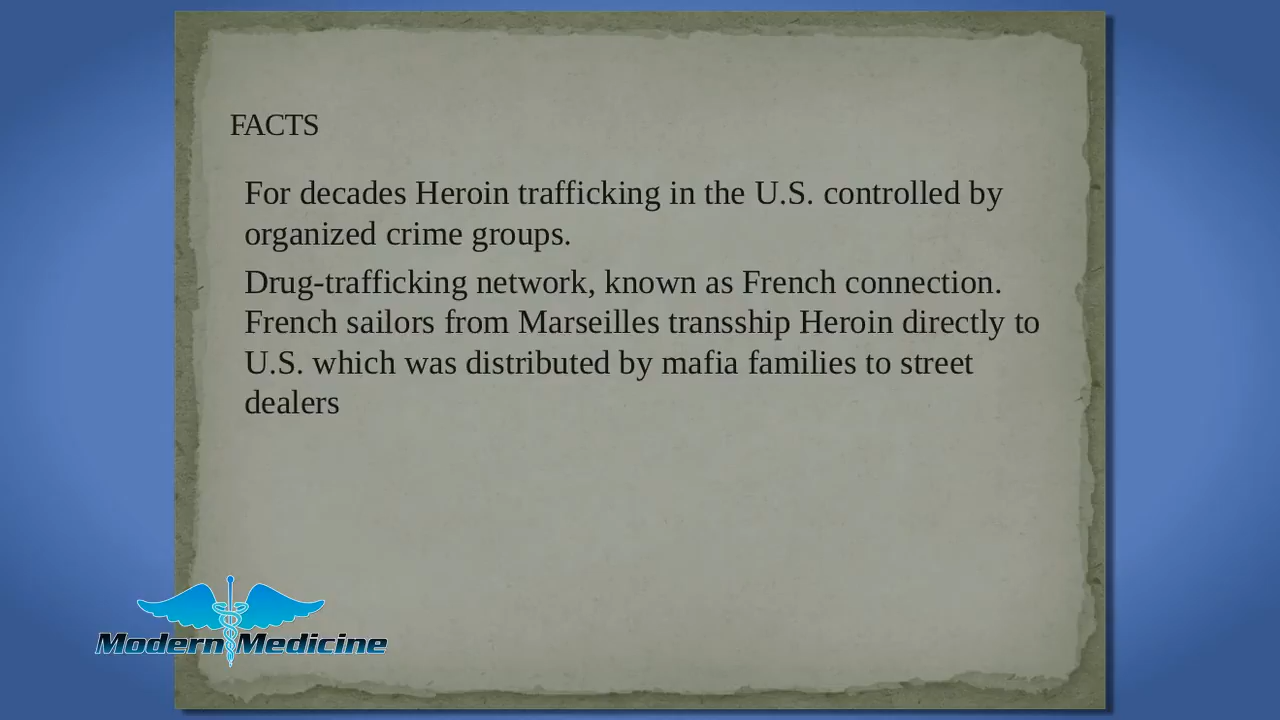 FACTS
For decades Heroin trafficking in the U.S. controlled by
organized crime groups.
Drug-trafficking network, known as French connection.
French sailors from Marseilles transship Heroin directly to
U.S. which was distributed by mafia families to street
dealers
Modern Medicine